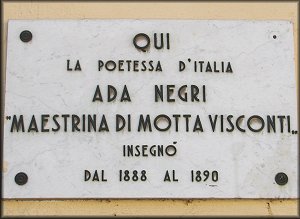 QUI
LA POETESSA D'ITALIA
ADA NEGRI
"MAESTRINA DI MOTTA VISCONTI„
INSEGNÒ
DAL 1888 AL 1890